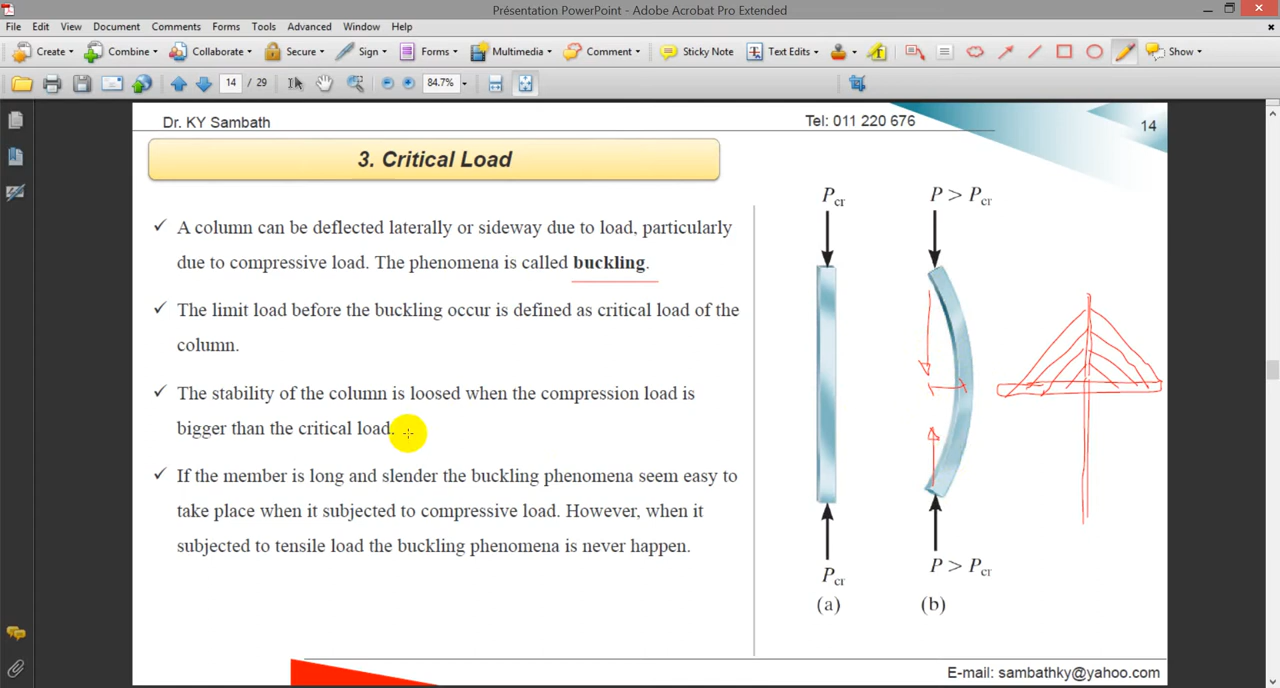 Présentation PowerPoint - Adobe Acrobat Pro Extended
File Edit View Document Comments Forms Tools Advanced Window Help
Create Combine Collaborate Secure Sign Forms Multimedia Comment Sticky Note Text Edits Show
14 / 29 84.7%
Dr. KY Sambath
Tel: 011 220 676
14
3. Critical Load
✓ A column can be deflected laterally or sideway due to load, particularly
due to compressive load. The phenomena is called buckling.
✓ The limit load before the buckling occur is defined as critical load of the
column.
✓ The stability of the column is loosed when the compression load is
bigger than the critical load.
✓ If the member is long and slender the buckling phenomena seem easy to
take place when it subjected to compressive load. However, when it
subjected to tensile load the buckling phenomena is never happen.
Pcr P > Pcr
Pcr P > Pcr
(a) (b)
E-mail: sambathky@yahoo.com